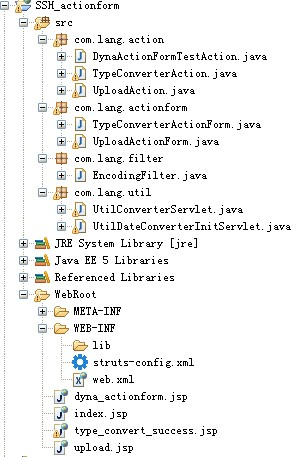 SSH_actionform
src
com.lang.action
DynaActionFormTestAction.java
TypeConverterAction.java
UploadAction.java
com.lang.actionform
TypeConverterActionForm.java
UploadActionForm.java
com.lang.filter
EncodingFilter.java
com.lang.util
UtilConverterServlet.java
UtilDateConverterInitServlet.java
JRE System Library [jre]
Java EE 5 Libraries
Referenced Libraries
WebRoot
META-INF
WEB-INF
lib
struts-config.xml
web.xml
dyna_actionform.jsp
index.jsp
type_convert_success.jsp
upload.jsp